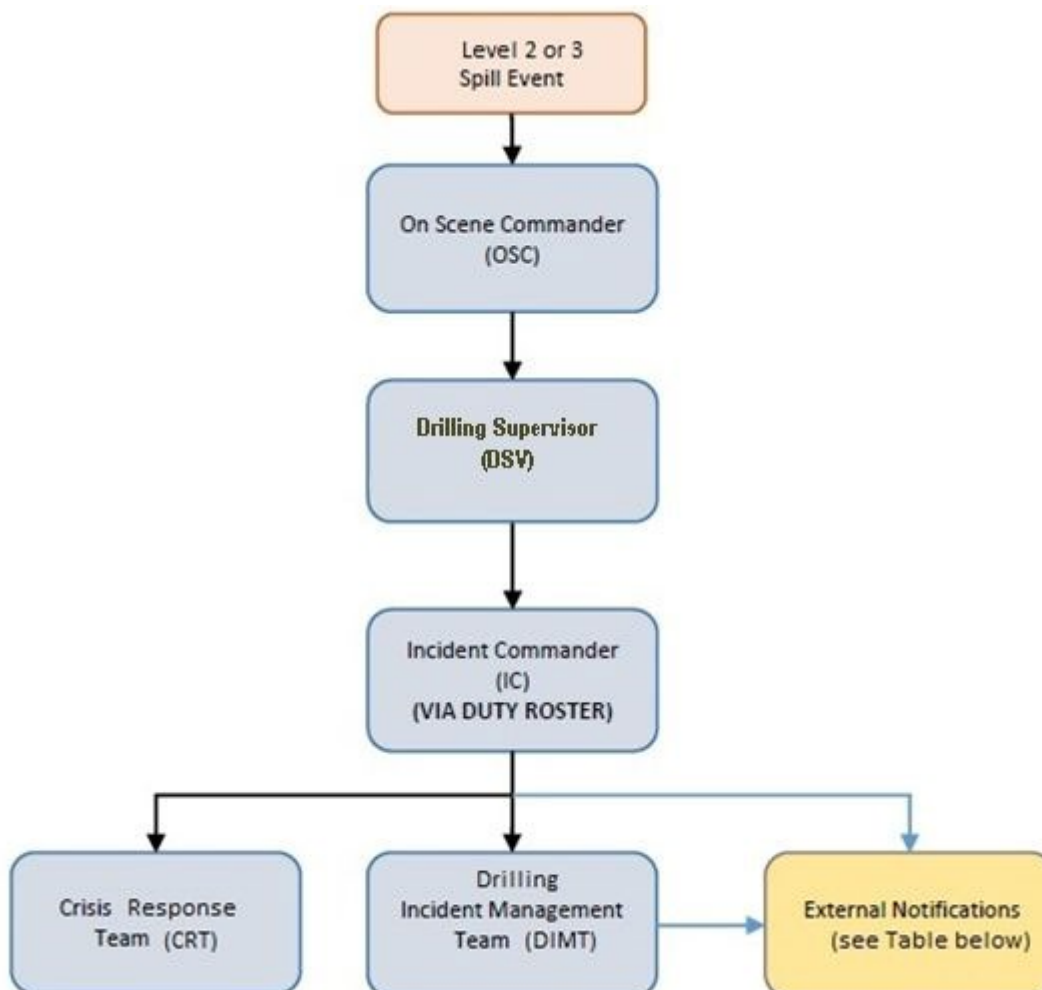 Level 2 or 3
Spill Event
On Scene Commander
(OSC)
Drilling Supervisor
(DSV)
Incident Commander
(IC)
(VIA DUTY ROSTER)
Crisis Response
Team (CRT)
Drilling
Incident Management
Team (DIMT)
External Notifications
(see Table below)